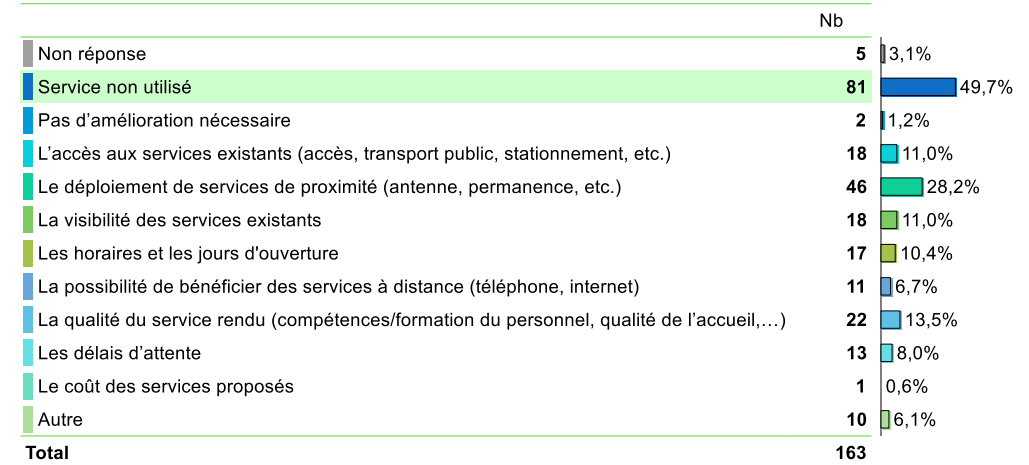 Nb
Non réponse 5 3,1%
Service non utilisé 81 49,7%
Pas d’amélioration nécessaire 2 1,2%
L’accès aux services existants (accès, transport public, stationnement, etc.) 18 11,0%
Le déploiement de services de proximité (antenne, permanence, etc.) 46 28,2%
La visibilité des services existants 18 11,0%
Les horaires et les jours d'ouverture 17 10,4%
La possibilité de bénéficier des services à distance (téléphone, internet) 11 6,7%
La qualité du service rendu (compétences/formation du personnel, qualité de l’accueil,…) 22 13,5%
Les délais d’attente 13 8,0%
Le coût des services proposés 1 0,6%
Autre 10 6,1%
Total 163